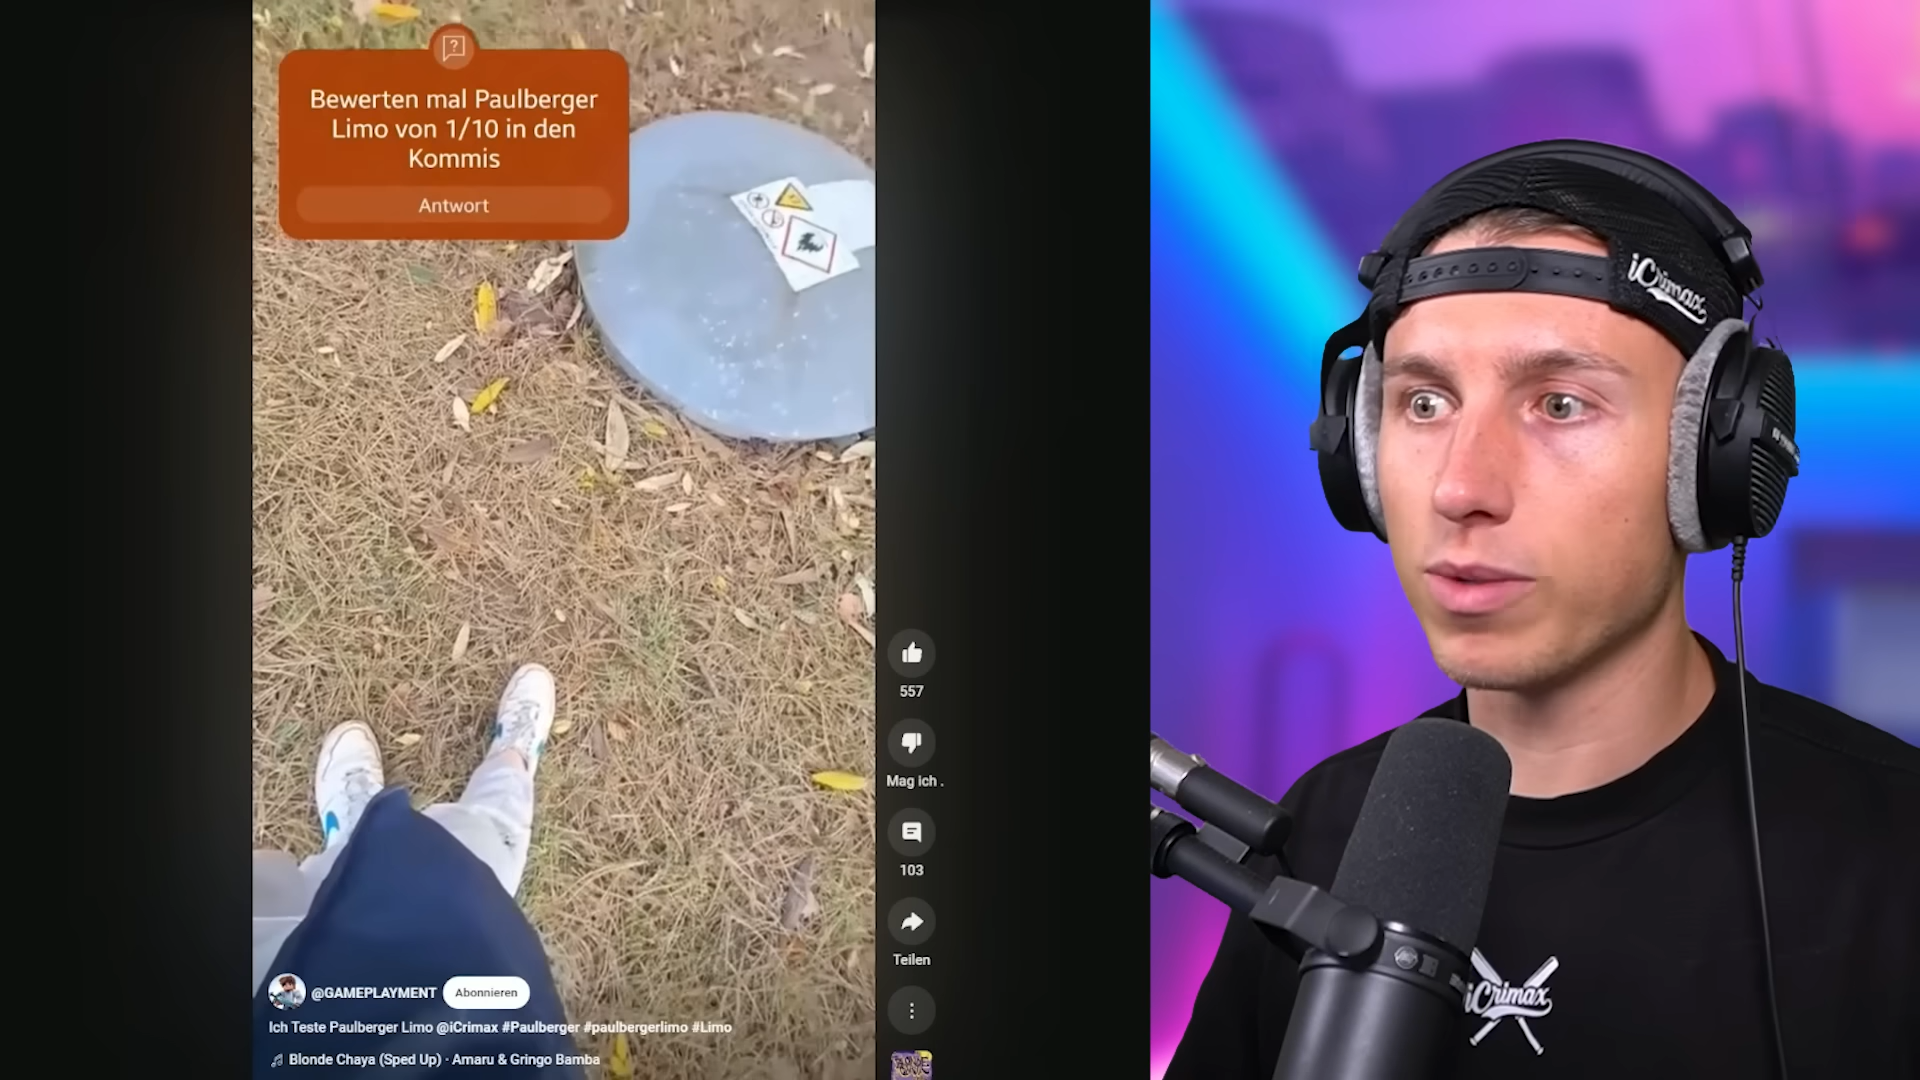 Bewerten mal Paulberger
Limo von 1/10 in den
Kommis
Antwort
iCrimax
557
Mag ich .
103
Teilen
@GAMEPLAYMENT
Abonnieren
Ich Teste Paulberger Limo @iCrimax #Paulberger #paulbergerlimo #Limo
Blonde Chaya (Sped Up) · Amaru & Gringo Bamba
iCrimax